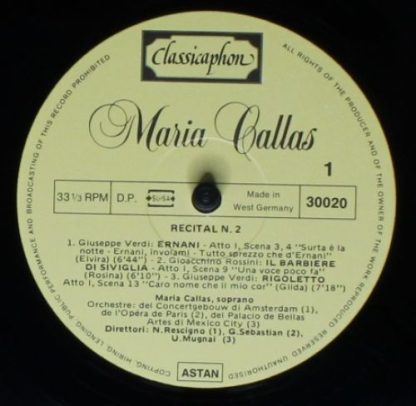 Classicaphon
Maria Callas
1
33 1/3 RPM
D.P.
SUISA
Made in
West Germany
30020
RECITAL N. 2
1. Giuseppe Verdi: ERNANI - Atto I, Scena 3, 4 "Surta è la
notte - Ernani, involami - Tutto sprezzo che d'Ernani"
(Elvira) (6'44") - 2. Gioacchino Rossini: IL BARBIERE
DI SIVIGLIA - Atto I, Scena 9 "Una voce poco fa"
(Rosina) (6'10") - 3. Giuseppe Verdi: RIGOLETTO
Atto I, Scena 13 "Caro nome che il mio cor" (Gilda) (7'18")
Maria Callas, soprano
Orchestre: del Concertgebouw di Amsterdam (1),
de l'Opéra de Paris (2), del Palacio de Bellas
Artes di Mexico City (3)
Direttori: N. Rescigno (1), G. Sebastian (2),
U. Mugnai (3)
ASTAN
ALL RIGHTS OF THE PRODUCER AND OF THE OWNER OF THE WORK REPRODUCED RESERVED
UNAUTHORISED COPYING, HIRING, LENDING, PUBLIC PERFORMANCE AND BROADCASTING OF THIS RECORD PROHIBITED